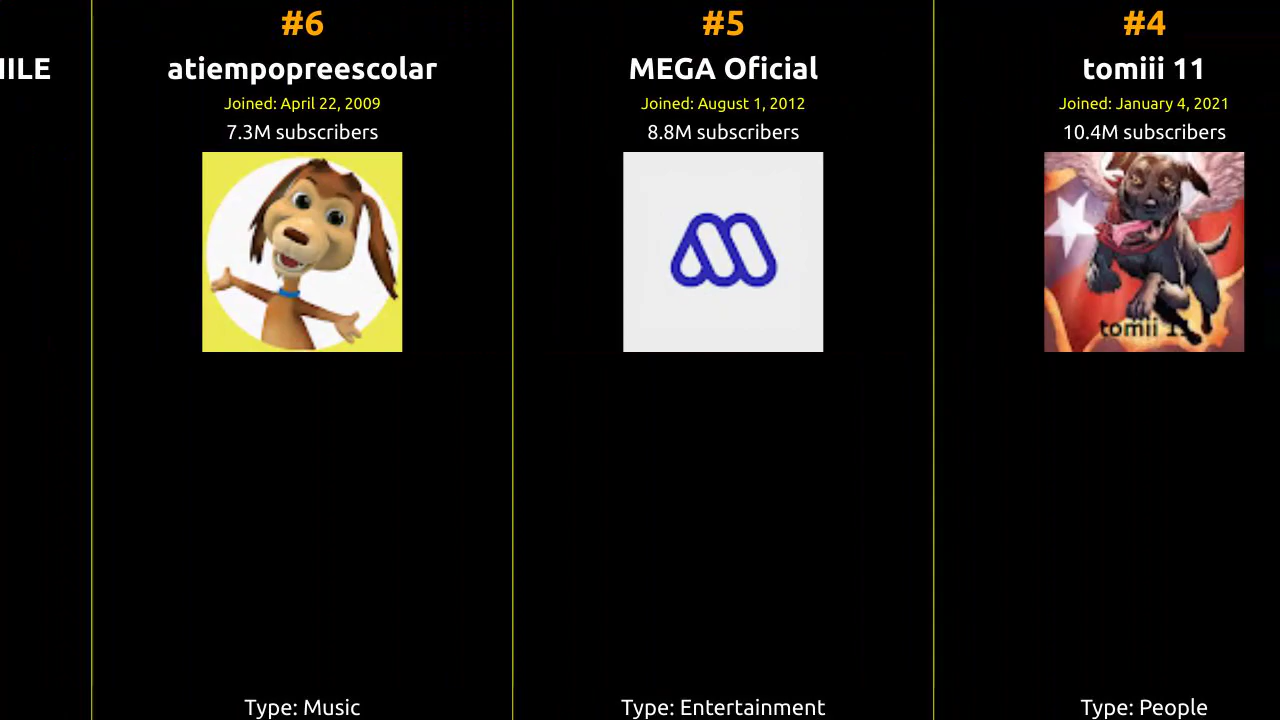 #6
atiempopreescolar
Joined: April 22, 2009
7.3M subscribers
Type: Music
#5
MEGA Oficial
Joined: August 1, 2012
8.8M subscribers
Type: Entertainment
#4
tomiii 11
Joined: January 4, 2021
10.4M subscribers
tomii 11
Type: People